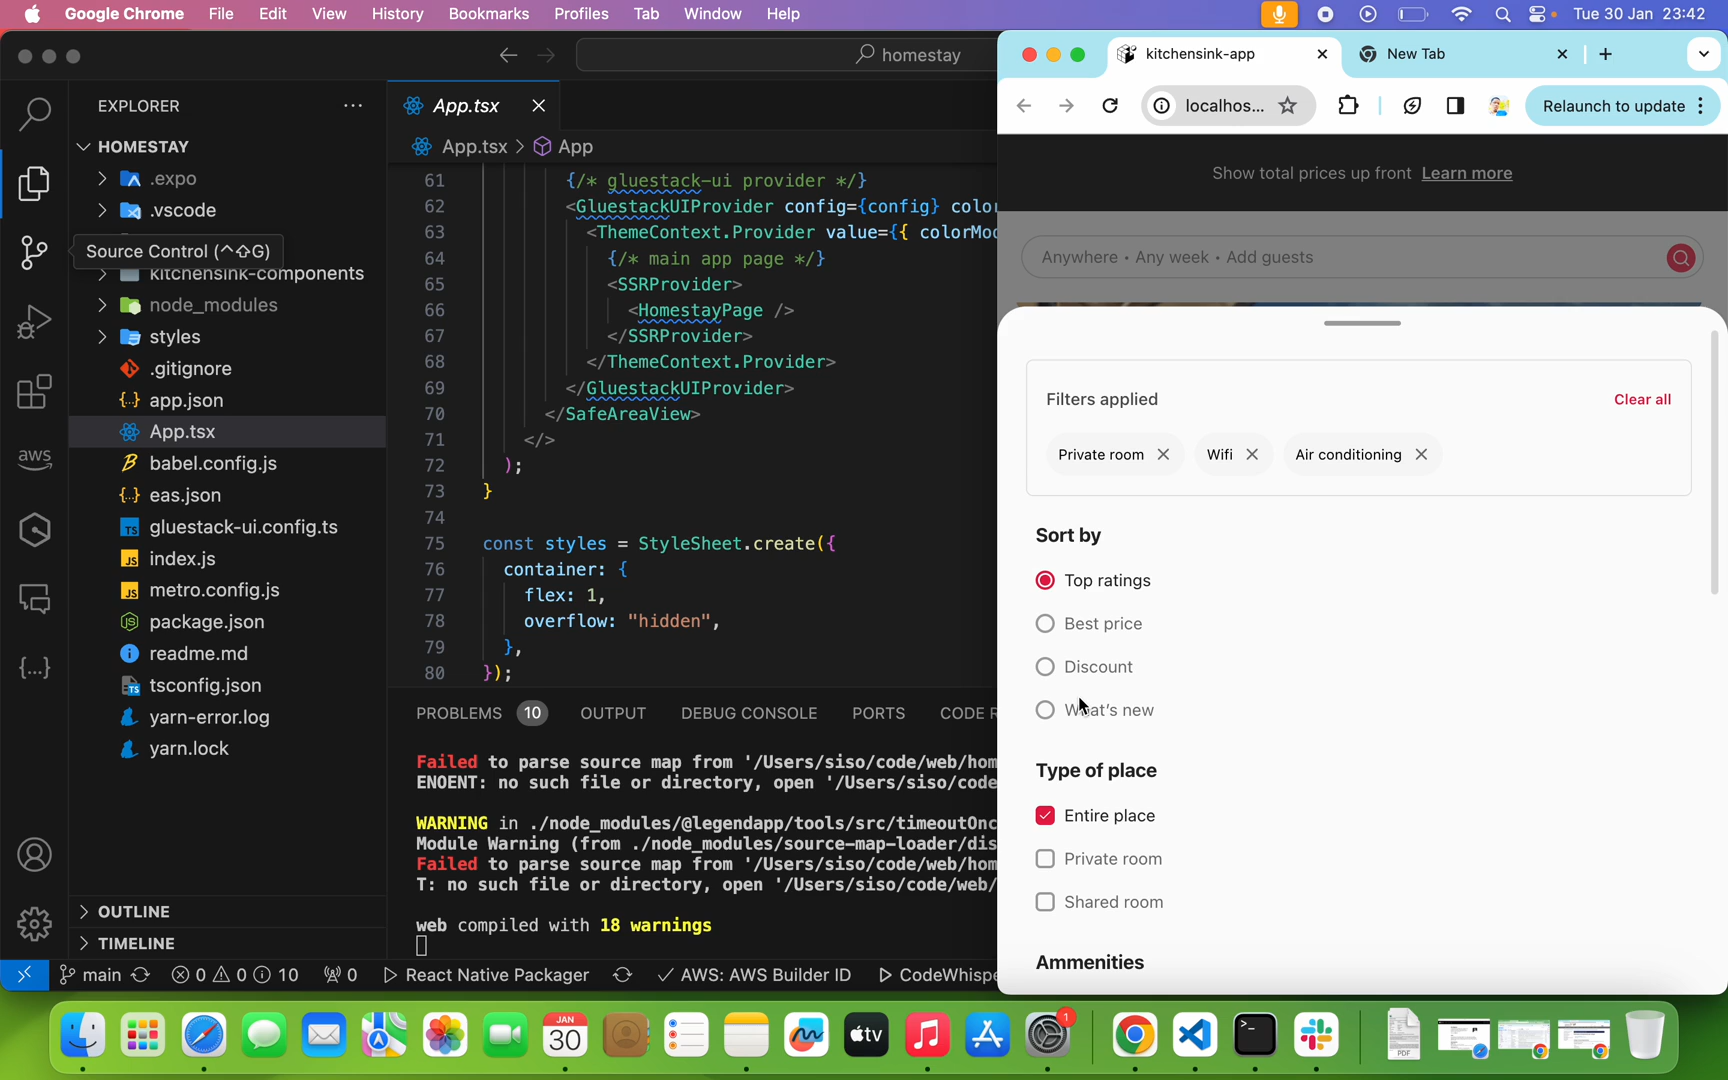 Google Chrome File Edit View History Bookmarks Profiles Tab Window Help Tue 30 Jan 23:42
homestay
EXPLORER
HOMESTAY
.expo
.vscode
Source Control (^⇧G)
kitchensink-components
node_modules
styles
.gitignore
app.json
App.tsx
babel.config.js
eas.json
gluestack-ui.config.ts
index.js
metro.config.js
package.json
readme.md
tsconfig.json
yarn-error.log
yarn.lock
OUTLINE
TIMELINE
aws
App.tsx
App.tsx > App
61 {/* gluestack-ui provider */}
62 <GluestackUIProvider config={config} color
63 <ThemeContext.Provider value={{ colorMod
64 {/* main app page */}
65 <SSRProvider>
66 <HomestayPage />
67 </SSRProvider>
68 </ThemeContext.Provider>
69 </GluestackUIProvider>
70 </SafeAreaView>
71 </>
72 );
73 }
74
75 const styles = StyleSheet.create({
76 container: {
77 flex: 1,
78 overflow: "hidden",
79 },
80 });
PROBLEMS 10 OUTPUT DEBUG CONSOLE PORTS CODE R
Failed to parse source map from '/Users/siso/code/web/hom
ENOENT: no such file or directory, open '/Users/siso/code
WARNING in ./node_modules/@legendapp/tools/src/timeoutOnc
Module Warning (from ./node_modules/source-map-loader/dis
Failed to parse source map from '/Users/siso/code/web/hom
T: no such file or directory, open '/Users/siso/code/web/
web compiled with 18 warnings
main 0 0 10 0 React Native Packager AWS: AWS Builder ID CodeWhispe
kitchensink-app New Tab
localhos... Relaunch to update
Show total prices up front Learn more
Anywhere • Any week • Add guests
Filters applied Clear all
Private room Wifi Air conditioning
Sort by
Top ratings
Best price
Discount
What's new
Type of place
Entire place
Private room
Shared room
Ammenities
JAN
30
tv
1
PDF